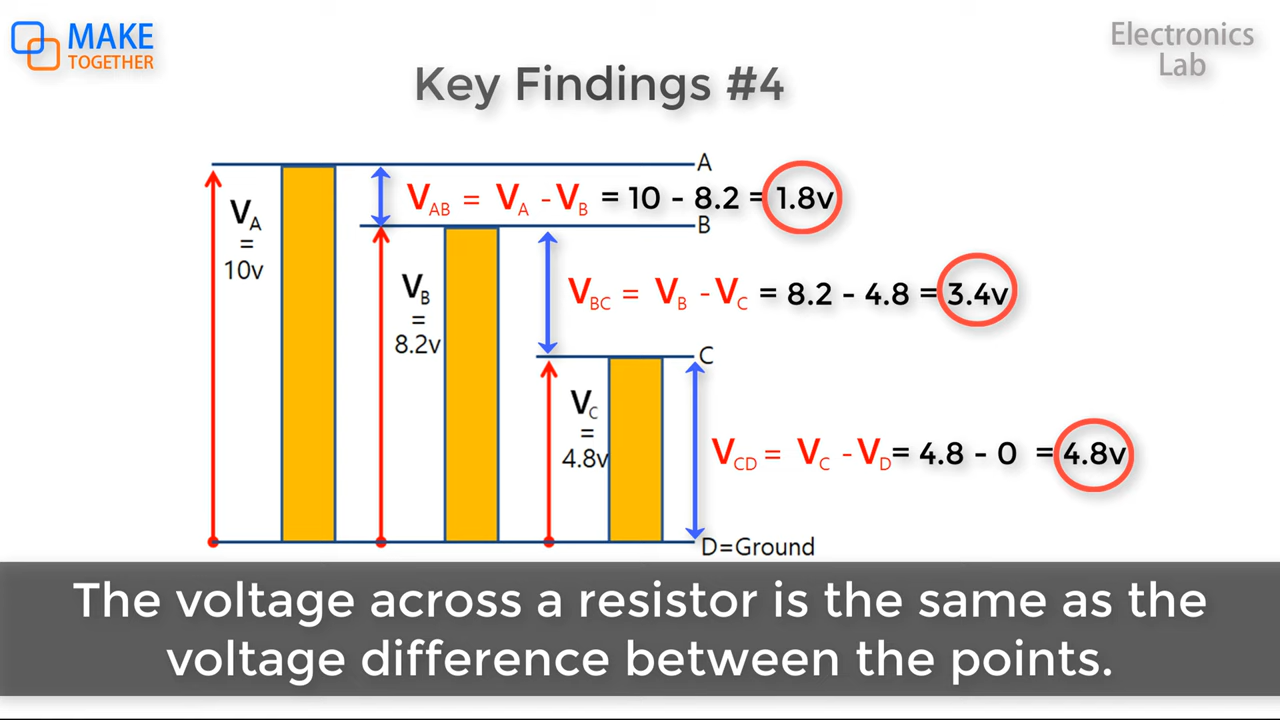 MAKE
TOGETHER
Electronics
Lab
Key Findings #4
A
VAB = VA - VB = 10 - 8.2 = 1.8v
B
VA
=
10v
VB
=
8.2v
VBC = VB - VC = 8.2 - 4.8 = 3.4v
C
VC
=
4.8v
VCD = VC - VD = 4.8 - 0 = 4.8v
D=Ground
The voltage across a resistor is the same as the
voltage difference between the points.